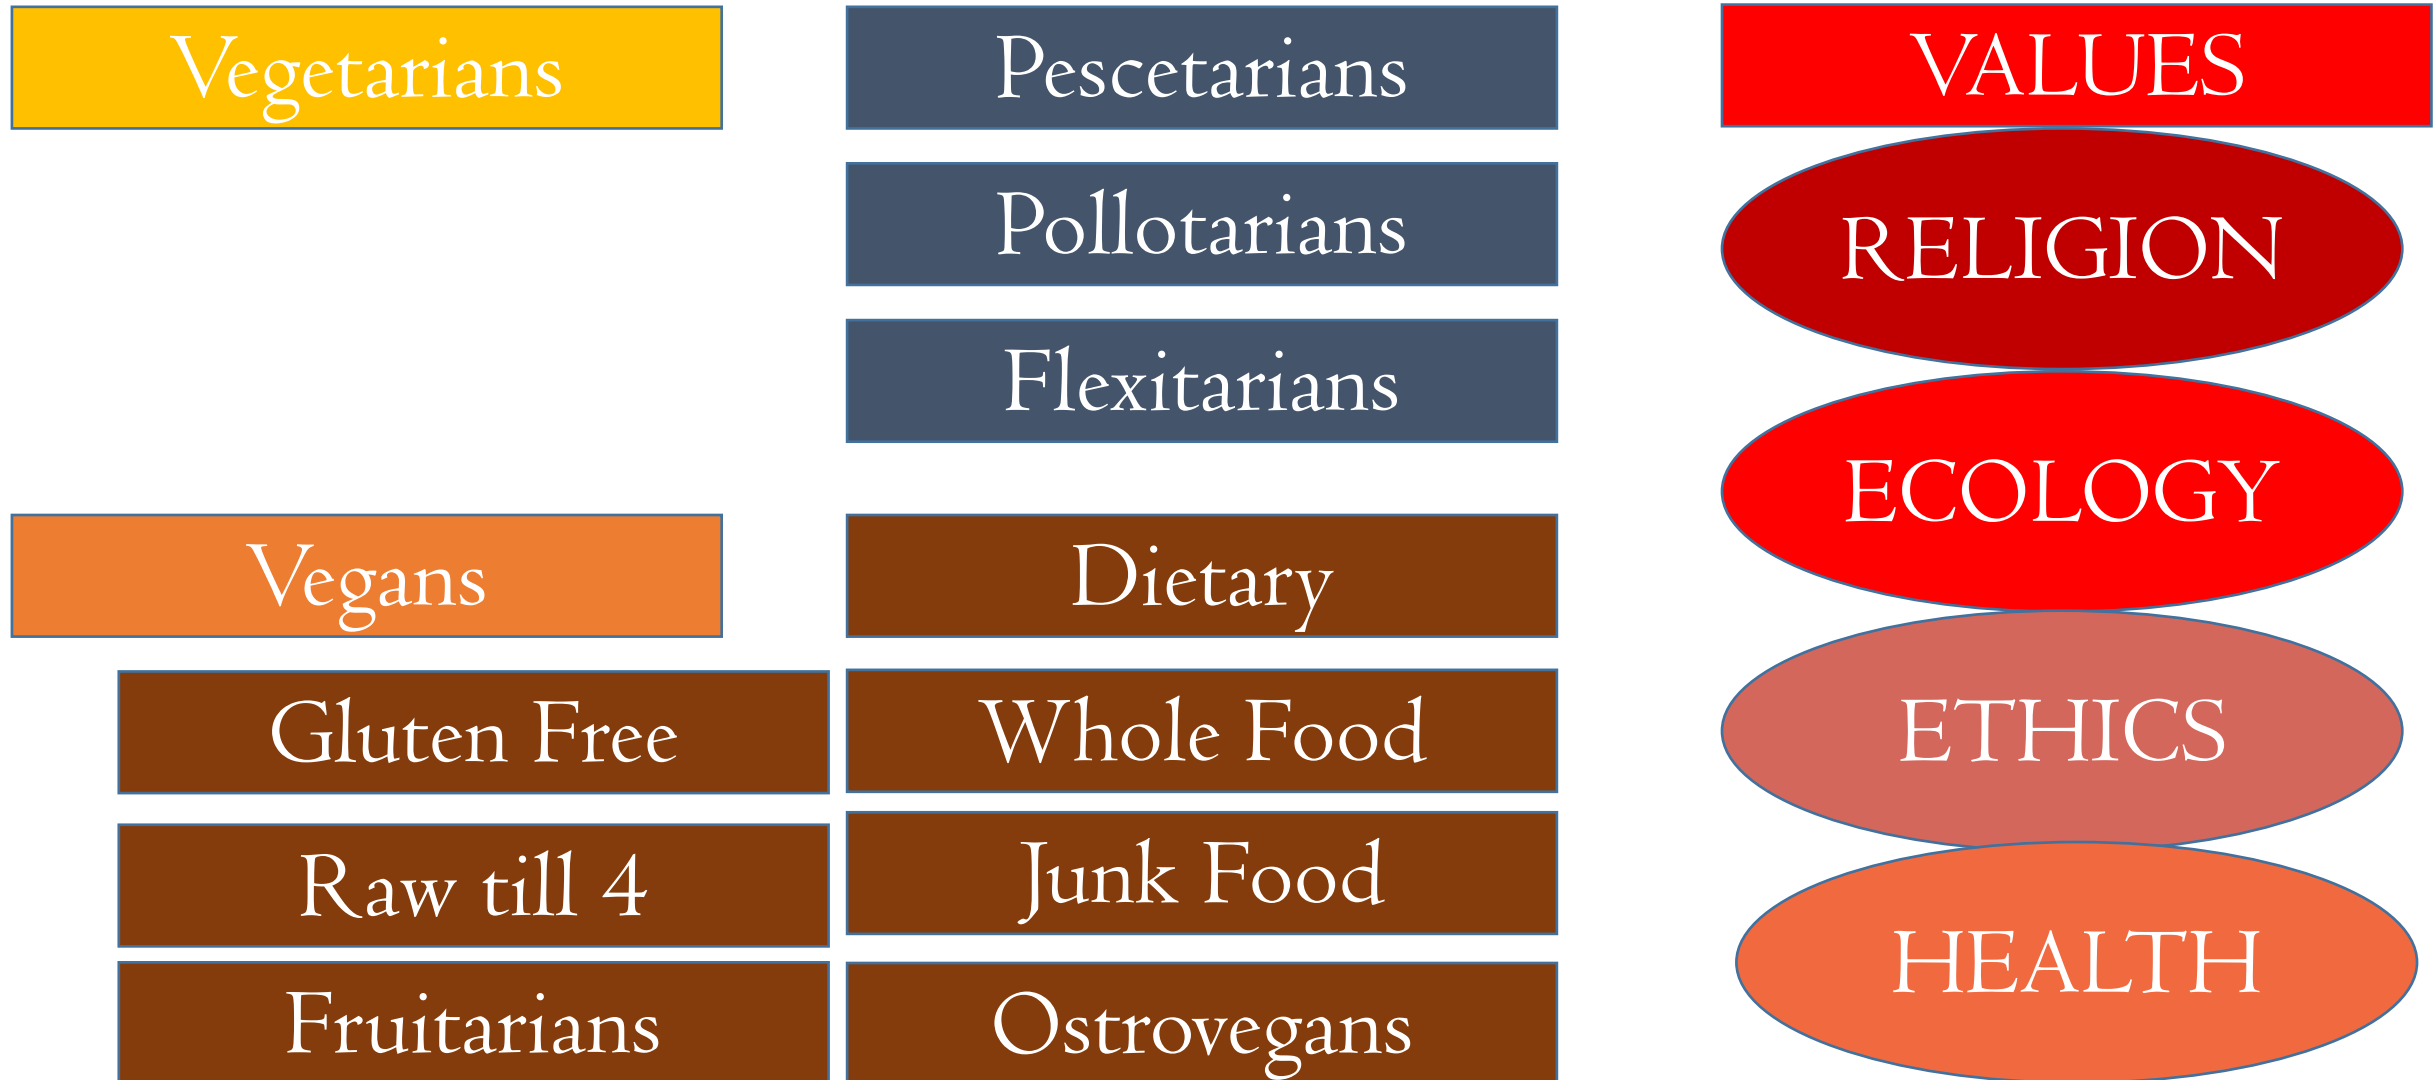 Vegetarians
Pescetarians
Pollotarians
Flexitarians
Vegans
Dietary
Gluten Free
Whole Food
Raw till 4
Junk Food
Fruitarians
Ostrovegans
VALUES
RELIGION
ECOLOGY
ETHICS
HEALTH